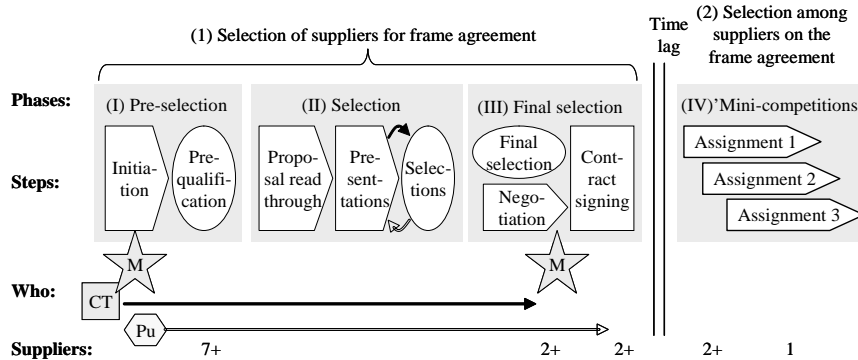 (1) Selection of suppliers for frame agreement
Time
lag
(2) Selection among
suppliers on the
frame agreement
Phases:
(I) Pre-selection
(II) Selection
(III) Final selection
(IV)’Mini-competitions
Steps:
Initia-
tion
Pre-
qualifi-
cation
Propo-
sal read
through
Pre-
sent-
tations
Selec-
tions
Final
selection
Nego-
tiation
Cont-
ract
signing
Assignment 1
Assignment 2
Assignment 3
Who:
M
M
CT
Pu
Suppliers:
7+
2+
2+
2+
1